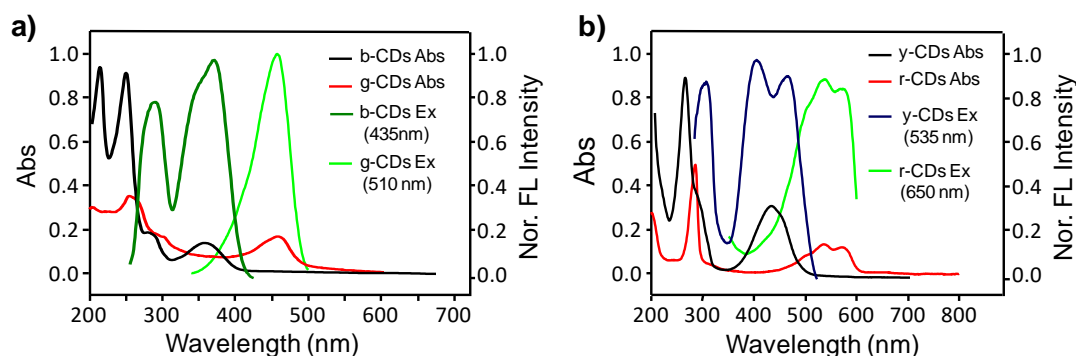 a)
Abs
1.0
0.8
0.6
0.4
0.2
0.0
200 300 400 500 600 700
Wavelength (nm)
1.0
0.8
0.6
0.4
0.2
0.0
Nor. FL Intensity
b-CDs Abs
g-CDs Abs
b-CDs Ex
(435nm)
g-CDs Ex
(510 nm)
b)
Abs
1.0
0.8
0.6
0.4
0.2
0.0
200 300 400 500 600 700 800
Wavelength (nm)
1.0
0.8
0.6
0.4
0.2
0.0
Nor. FL Intensity
y-CDs Abs
r-CDs Abs
y-CDs Ex
(535 nm)
r-CDs Ex
(650 nm)